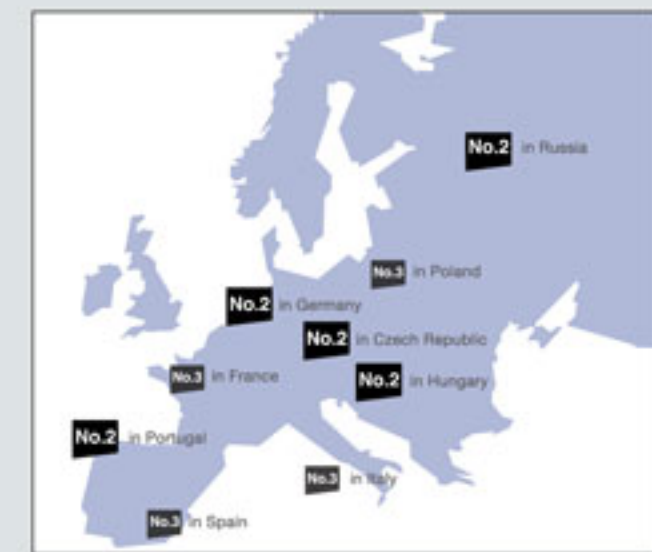 No.2 in Russia
No.3 in Poland
No.2 in Germany
No.2 in Czech Republic
No.3 in France
No.2 in Hungary
No.2 in Portugal
No.3 in Italy
No.3 in Spain